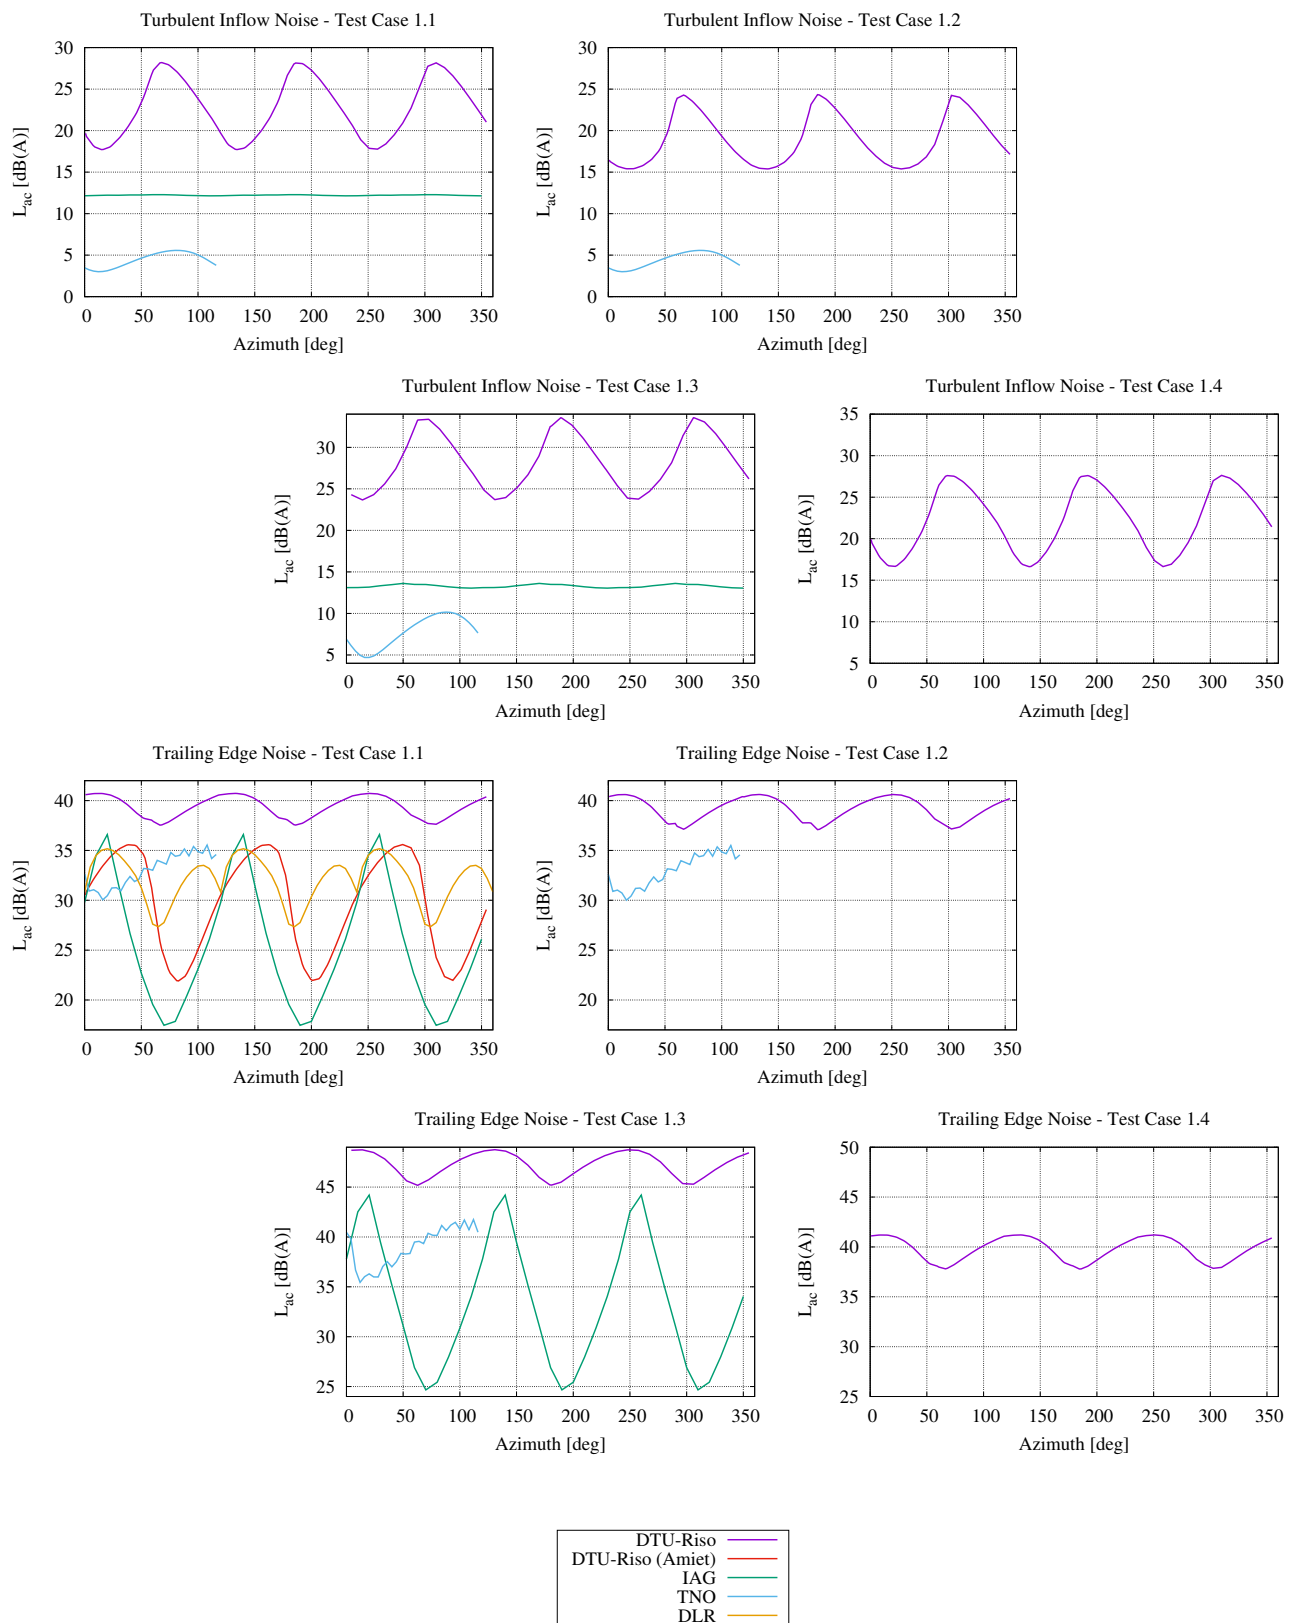 Turbulent Inflow Noise - Test Case 1.1
30
25
20
15
10
5
0
L_ac [dB(A)]
0 50 100 150 200 250 300 350
Azimuth [deg]
Turbulent Inflow Noise - Test Case 1.2
30
25
20
15
10
5
0
L_ac [dB(A)]
0 50 100 150 200 250 300 350
Azimuth [deg]
Turbulent Inflow Noise - Test Case 1.3
30
25
20
15
10
5
L_ac [dB(A)]
0 50 100 150 200 250 300 350
Azimuth [deg]
Turbulent Inflow Noise - Test Case 1.4
35
30
25
20
15
10
5
L_ac [dB(A)]
0 50 100 150 200 250 300 350
Azimuth [deg]
Trailing Edge Noise - Test Case 1.1
40
35
30
25
20
L_ac [dB(A)]
0 50 100 150 200 250 300 350
Azimuth [deg]
Trailing Edge Noise - Test Case 1.2
40
35
30
25
20
L_ac [dB(A)]
0 50 100 150 200 250 300 350
Azimuth [deg]
Trailing Edge Noise - Test Case 1.3
45
40
35
30
25
L_ac [dB(A)]
0 50 100 150 200 250 300 350
Azimuth [deg]
Trailing Edge Noise - Test Case 1.4
50
45
40
35
30
25
L_ac [dB(A)]
0 50 100 150 200 250 300 350
Azimuth [deg]
DTU-Riso
DTU-Riso (Amiet)
IAG
TNO
DLR